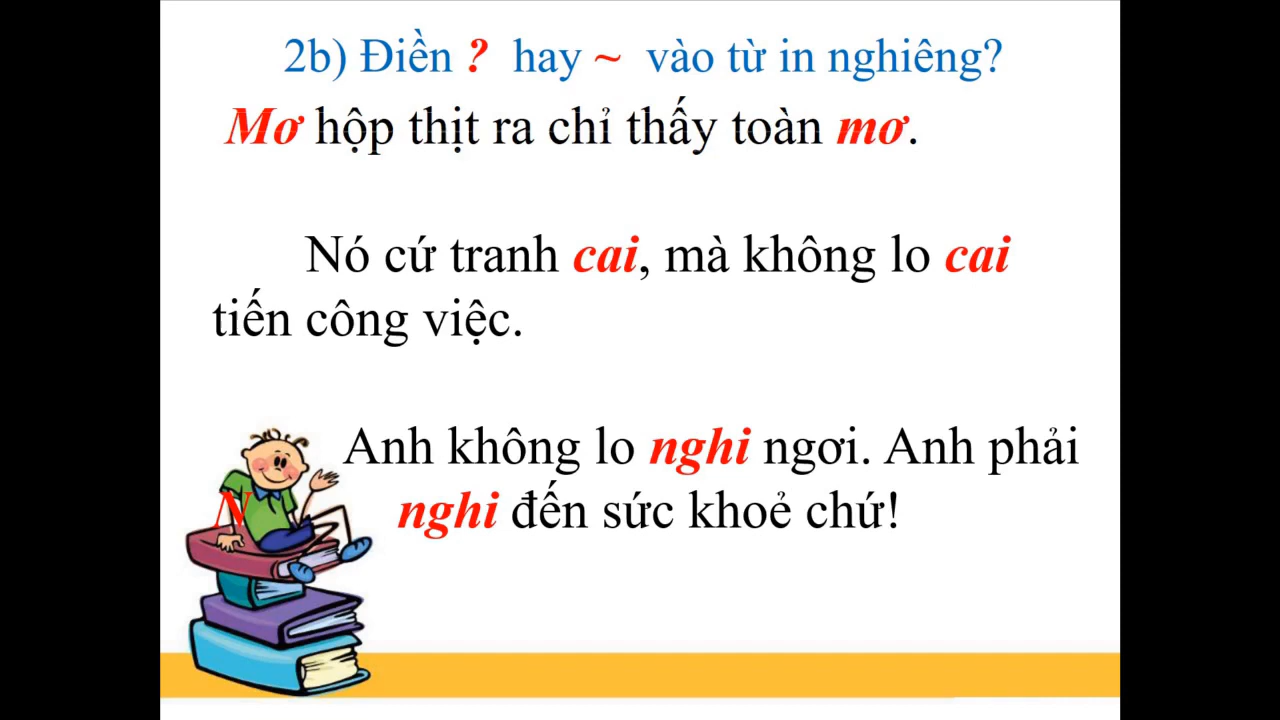 2b) Điền ? hay ~ vào từ in nghiêng?
Mơ hộp thịt ra chỉ thấy toàn mơ.
Nó cứ tranh cai, mà không lo cai
tiến công việc.
Anh không lo nghi ngơi. Anh phải
N nghi đến sức khoẻ chứ!